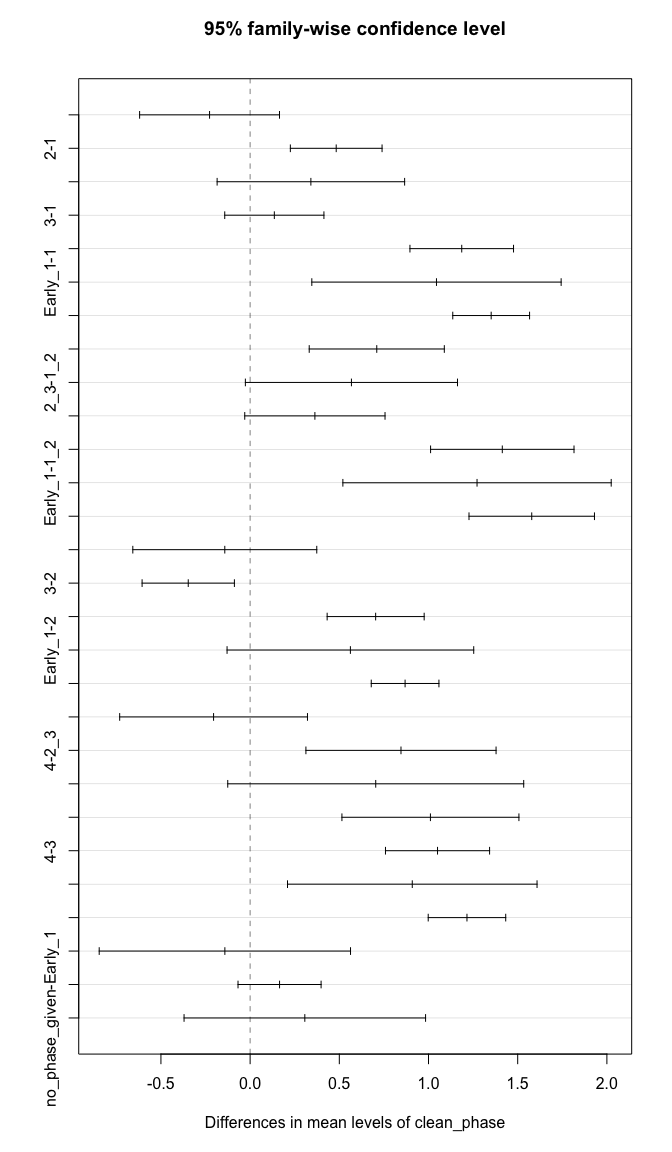 95% family-wise confidence level
2-1
3-1
Early_1-1
2_3-1_2
Early_1-1_2
3-2
Early_1-2
4-2_3
4-3
no_phase_given-Early_1
-0.5 0.0 0.5 1.0 1.5 2.0
Differences in mean levels of clean_phase